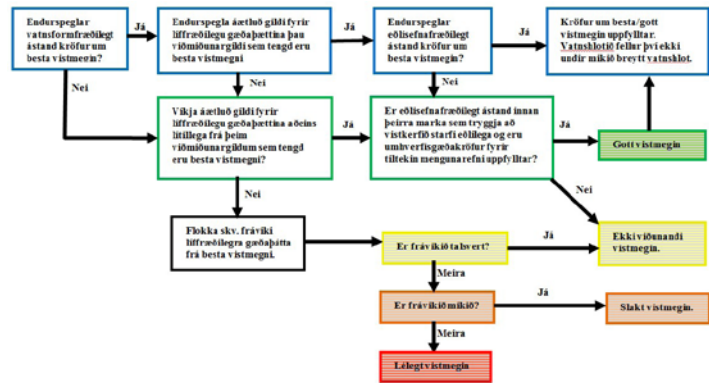 Endurspeglar
vatnsformfræðilegt
ástand kröfur um
besta vistmegin?
Já
Endurspegla áætluð gildi fyrir
líffræðilegu gæðaþættina þau
viðmiðunargildi sem tengd eru
besta vistmegni
Já
Endurspeglar
eðlisefnafræðilegt
ástand kröfur um
besta vistmegin?
Já
Kröfur um besta/gott
vistmegin uppfylltar.
Vatnshlotið fellur því ekki
undir mikið breytt vatnshlot.
Nei
Nei
Nei
Víkja áætluð gildi fyrir
líffræðilegu gæðaþættina aðeins
lítillega frá þeim
viðmiðunargildum sem tengd
eru besta vistmegni?
Já
Er eðlisefnafræðilegt ástand innan
þeirra marka sem tryggja að
vistkerfið starfi eðlilega og eru
umhverfisgæðakröfur fyrir
tiltekin mengunarefni uppfylltar?
Já
Gott vistmegin
Nei
Nei
Flokka skv. fráviki
líffræðilegra gæðaþátta
frá besta vistmegni.
Er frávikið talsvert?
Já
Ekki viðunandi
vistmegin.
Meira
Er frávikið mikið?
Já
Slakt vistmegin.
Meira
Lélegt vistmegin